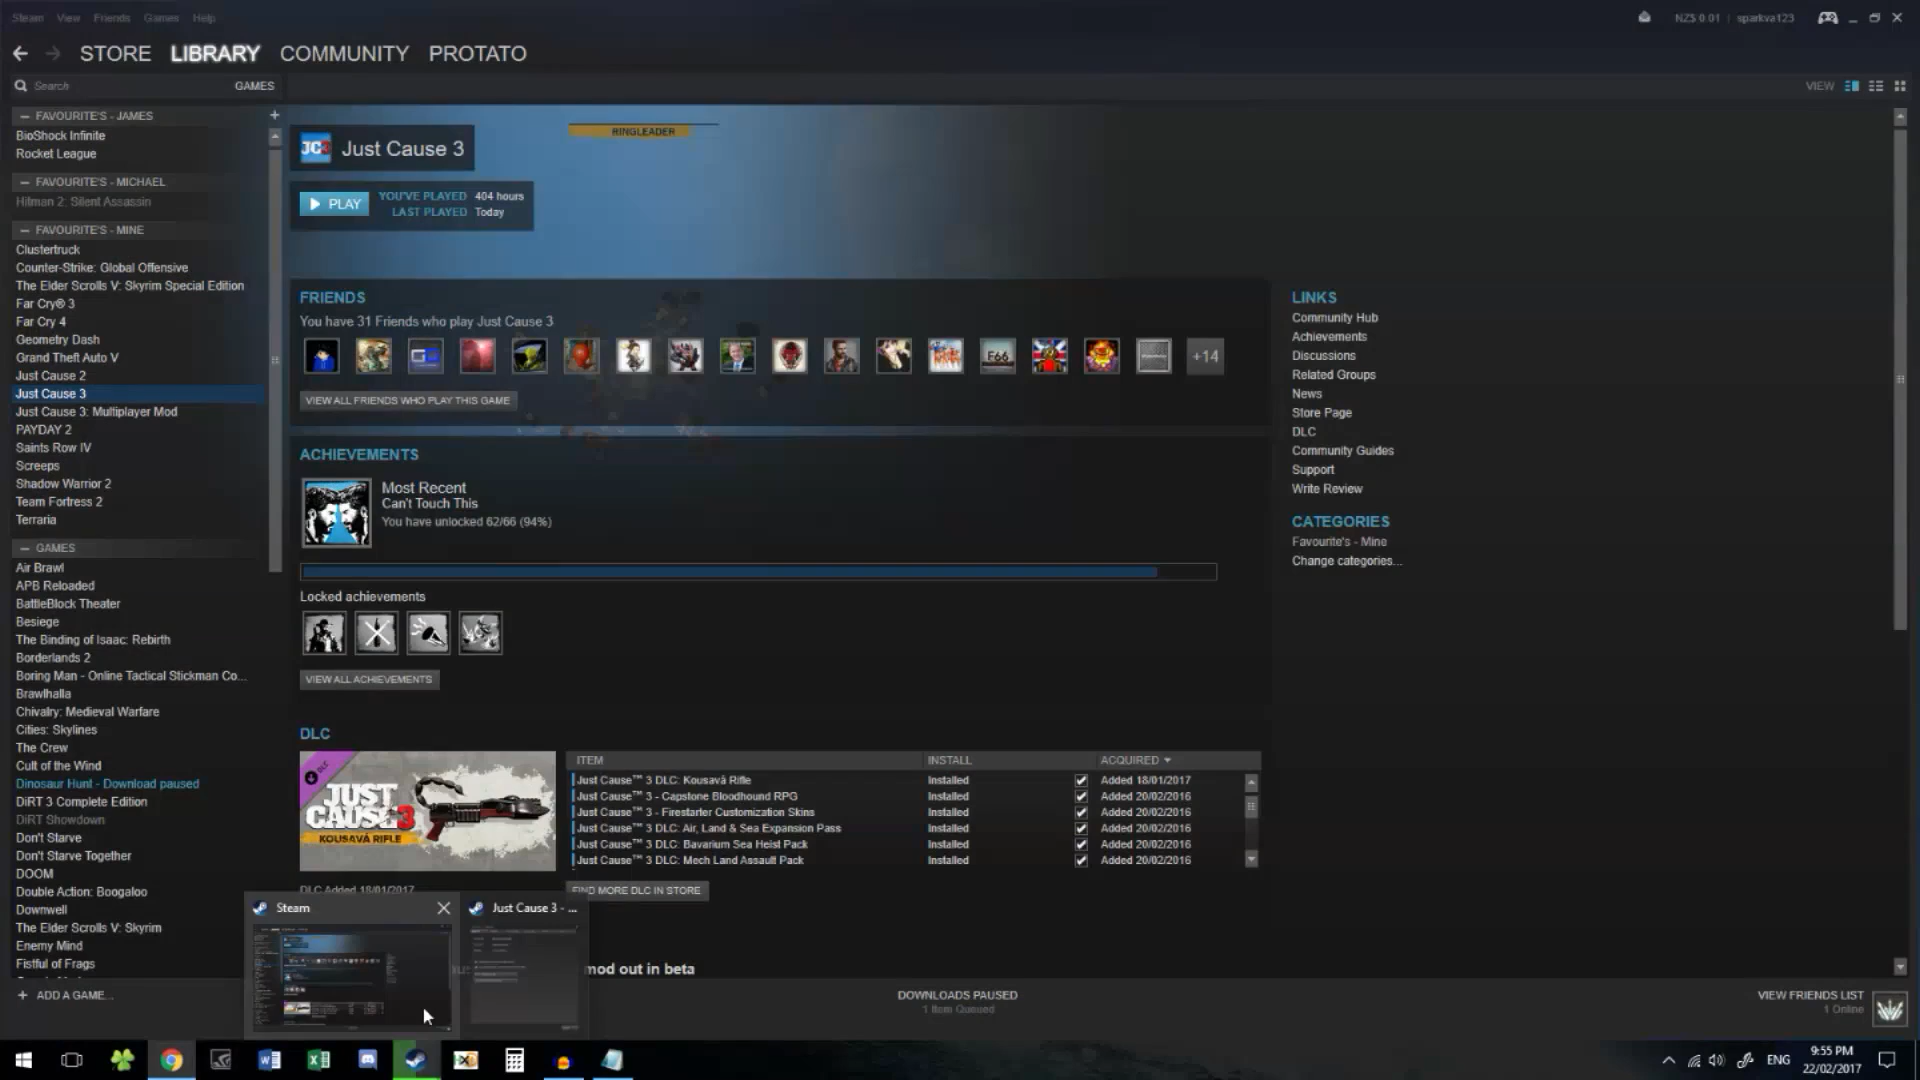 Steam View Friends Games Help
NZ$ 0.01 | sparkva123
STORE LIBRARY COMMUNITY PROTATO
Search
GAMES
VIEW
— FAVOURITE'S - JAMES
BioShock Infinite
Rocket League
— FAVOURITE'S - MICHAEL
Hitman 2: Silent Assassin
— FAVOURITE'S - MINE
Clustertruck
Counter-Strike: Global Offensive
The Elder Scrolls V: Skyrim Special Edition
Far Cry® 3
Far Cry 4
Geometry Dash
Grand Theft Auto V
Just Cause 2
Just Cause 3
Just Cause 3: Multiplayer Mod
PAYDAY 2
Saints Row IV
Screeps
Shadow Warrior 2
Team Fortress 2
Terraria
— GAMES
Air Brawl
APB Reloaded
BattleBlock Theater
Besiege
The Binding of Isaac: Rebirth
Borderlands 2
Boring Man - Online Tactical Stickman Co...
Brawlhalla
Chivalry: Medieval Warfare
Cities: Skylines
The Crew
Cult of the Wind
Dinosaur Hunt - Download paused
DiRT 3 Complete Edition
DiRT Showdown
Don't Starve
Don't Starve Together
DOOM
Double Action: Boogaloo
Downwell
The Elder Scrolls V: Skyrim
Enemy Mind
Fistful of Frags
+ ADD A GAME...
RINGLEADER
JC3 Just Cause 3
PLAY
YOU'VE PLAYED 404 hours
LAST PLAYED Today
FRIENDS
You have 31 Friends who play Just Cause 3
F66
+14
VIEW ALL FRIENDS WHO PLAY THIS GAME
ACHIEVEMENTS
Most Recent
Can't Touch This
You have unlocked 62/66 (94%)
Locked achievements
VIEW ALL ACHIEVEMENTS
DLC
DLC
JUST CAUSE 3
KOUSAVÁ RIFLE
DLC Added 18/01/2017
ITEM INSTALL ACQUIRED
Just Cause™ 3 DLC: Kousavá Rifle Installed Added 18/01/2017
Just Cause™ 3 - Capstone Bloodhound RPG Installed Added 20/02/2016
Just Cause™ 3 - Firestarter Customization Skins Installed Added 20/02/2016
Just Cause™ 3 DLC: Air, Land & Sea Expansion Pass Installed Added 20/02/2016
Just Cause™ 3 DLC: Bavarium Sea Heist Pack Installed Added 20/02/2016
Just Cause™ 3 DLC: Mech Land Assault Pack Installed Added 20/02/2016
FIND MORE DLC IN STORE
mod out in beta
LINKS
Community Hub
Achievements
Discussions
Related Groups
News
Store Page
DLC
Community Guides
Support
Write Review
CATEGORIES
Favourite's - Mine
Change categories...
Steam
Just Cause 3 - ...
DOWNLOADS PAUSED
1 Item Queued
VIEW FRIENDS LIST
1 Online
ENG
9:55 PM
22/02/2017